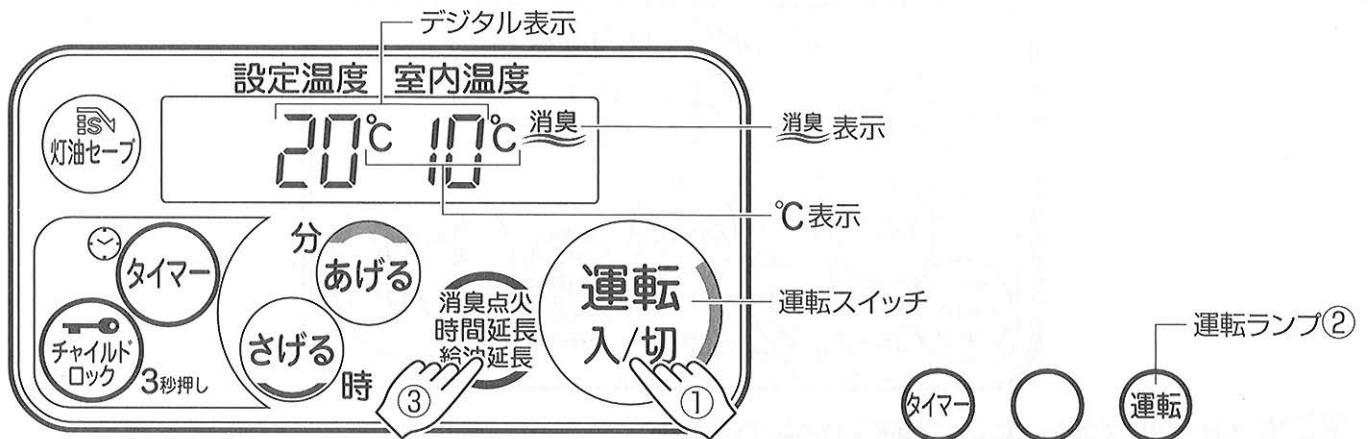 デジタル表示
設定温度 室内温度
灯油セーブ
20℃ 10℃ 消臭
消臭 表示
℃表示
分
タイマー
あげる
消臭点火
時間延長
給油延長
運転
入/切
運転スイッチ
チャイルド
ロック
3秒押し
さげる
時
③
①
運転ランプ②
タイマー
運転